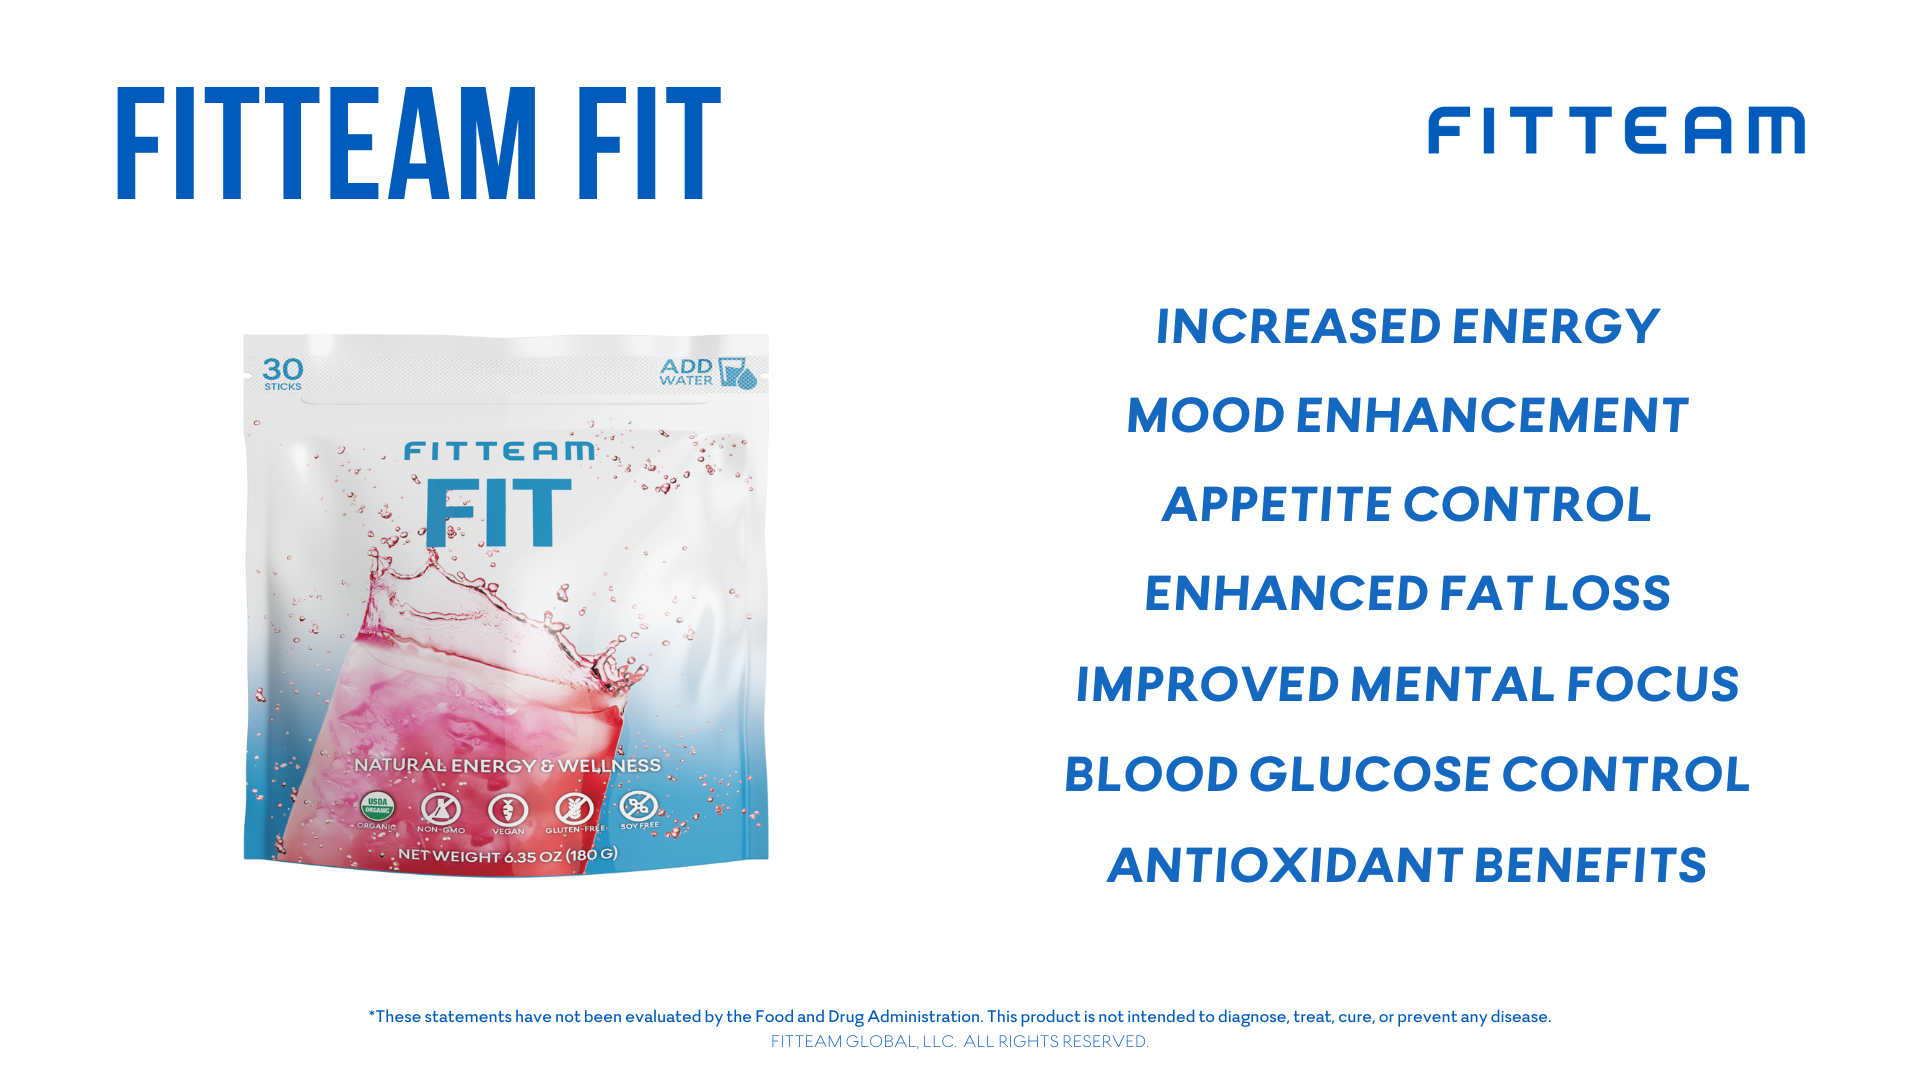 FITTEAM FIT
FITTEAM
30
STICKS
ADD
WATER
FITTEAM
FIT
NATURAL ENERGY & WELLNESS
USDA
ORGANIC
ORGANIC
NON-GMO
VEGAN
GLUTEN-FREE
SOY FREE
NET WEIGHT 6.35 OZ (180 G)
INCREASED ENERGY
MOOD ENHANCEMENT
APPETITE CONTROL
ENHANCED FAT LOSS
IMPROVED MENTAL FOCUS
BLOOD GLUCOSE CONTROL
ANTIOXIDANT BENEFITS
*These statements have not been evaluated by the Food and Drug Administration. This product is not intended to diagnose, treat, cure, or prevent any disease.
FITTEAM GLOBAL, LLC. ALL RIGHTS RESERVED.